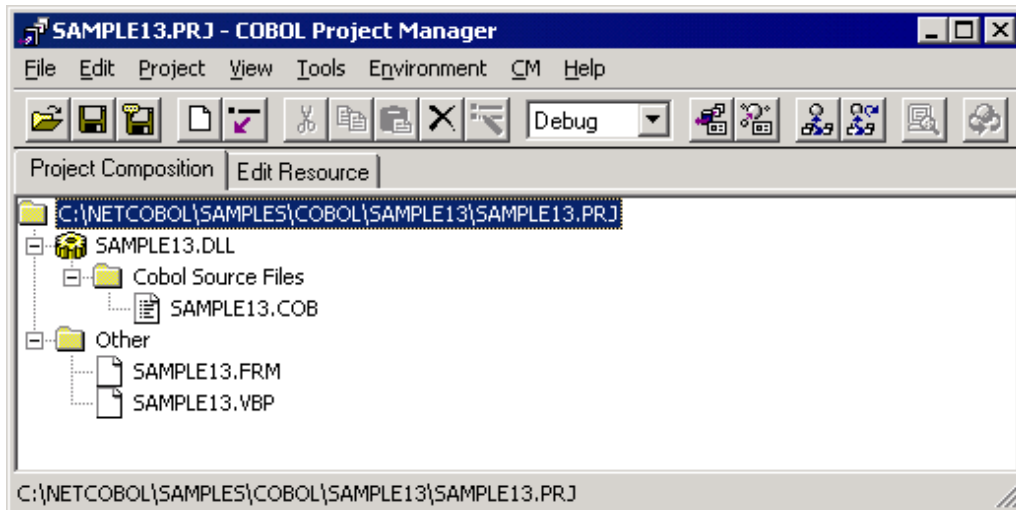 SAMPLE13.PRJ - COBOL Project Manager
File Edit Project View Tools Environment CM Help
Debug
Project Composition Edit Resource
C:\NETCOBOL\SAMPLES\COBOL\SAMPLE13\SAMPLE13.PRJ
SAMPLE13.DLL
Cobol Source Files
SAMPLE13.COB
Other
SAMPLE13.FRM
SAMPLE13.VBP
C:\NETCOBOL\SAMPLES\COBOL\SAMPLE13\SAMPLE13.PRJ